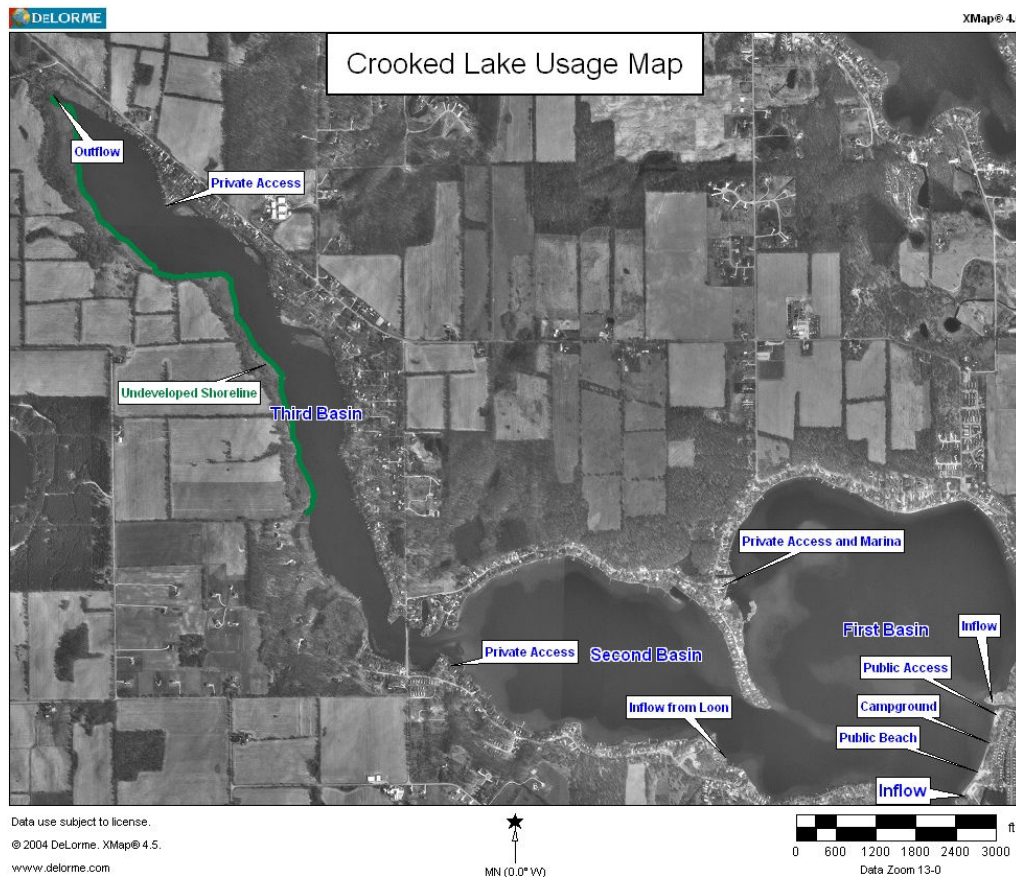 DELORME
XMap® 4.
Crooked Lake Usage Map
Outflow
Private Access
Undeveloped Shoreline
Third Basin
Private Access and Marina
First Basin
Inflow
Private Access
Second Basin
Public Access
Inflow from Loon
Campground
Public Beach
Inflow
Data use subject to license.
© 2004 DeLorme. XMap® 4.5.
www.delorme.com
MN (0.0° W)
ft
0 600 1200 1800 2400 3000
Data Zoom 13-0